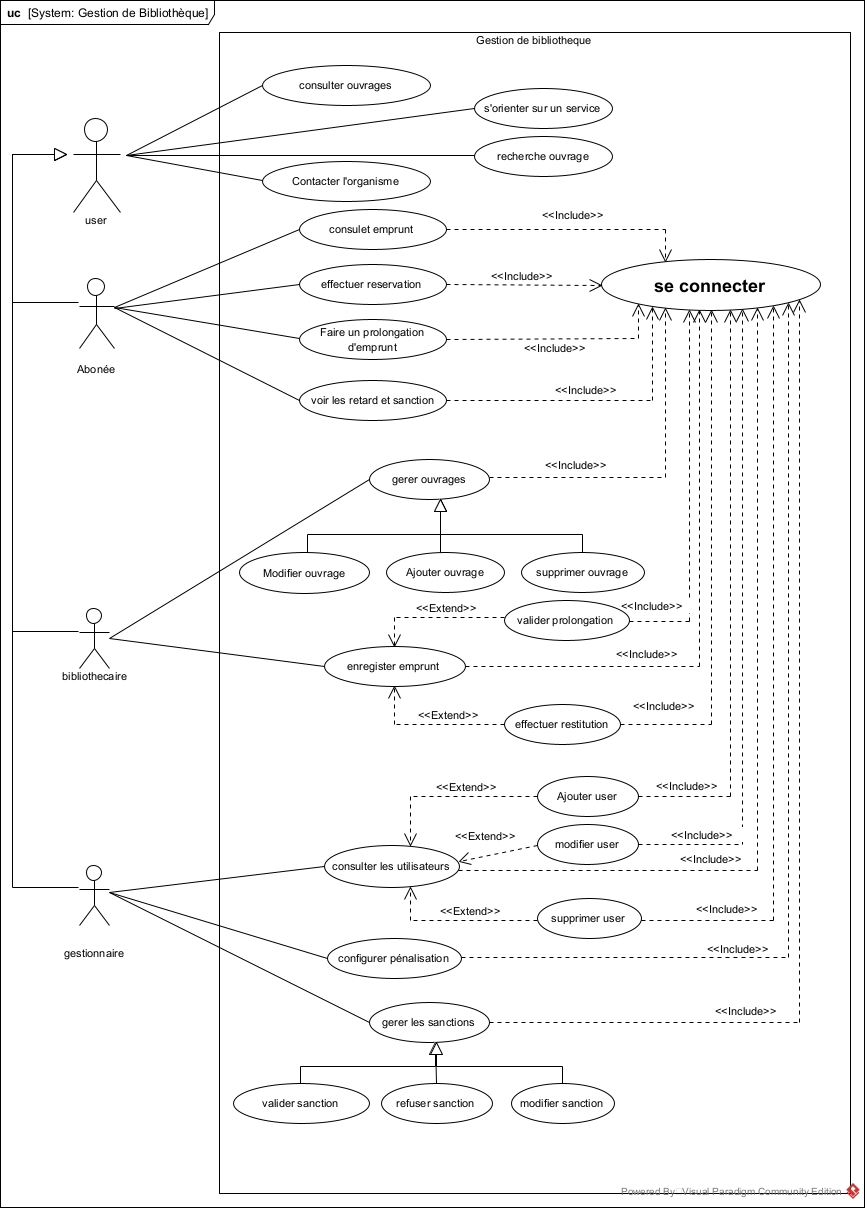 uc [System: Gestion de Bibliothèque]
Gestion de bibliotheque
consulter ouvrages
s'orienter sur un service
recherche ouvrage
Contacter l'organisme
user
consulet emprunt
<<Include>>
effectuer reservation
<<Include>>
se connecter
Faire un prolongation
d'emprunt
<<Include>>
Abonée
voir les retard et sanction
<<Include>>
gerer ouvrages
<<Include>>
Modifier ouvrage
Ajouter ouvrage
supprimer ouvrage
<<Extend>>
valider prolongation
<<Include>>
bibliothecaire
enregister emprunt
<<Include>>
<<Extend>>
effectuer restitution
<<Include>>
<<Extend>>
Ajouter user
<<Include>>
<<Extend>>
modifier user
<<Include>>
consulter les utilisateurs
<<Include>>
<<Extend>>
supprimer user
<<Include>>
gestionnaire
configurer pénalisation
<<Include>>
gerer les sanctions
<<Include>>
valider sanction
refuser sanction
modifier sanction
Powered By: Visual Paradigm Community Edition